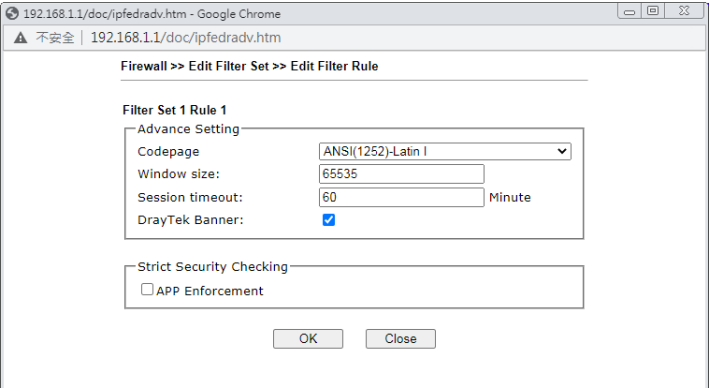 192.168.1.1/doc/ipfedradv.htm - Google Chrome
不安全 | 192.168.1.1/doc/ipfedradv.htm
Firewall >> Edit Filter Set >> Edit Filter Rule
Filter Set 1 Rule 1
Advance Setting
Codepage ANSI(1252)-Latin I
Window size: 65535
Session timeout: 60 Minute
DrayTek Banner:
Strict Security Checking
APP Enforcement
OK Close